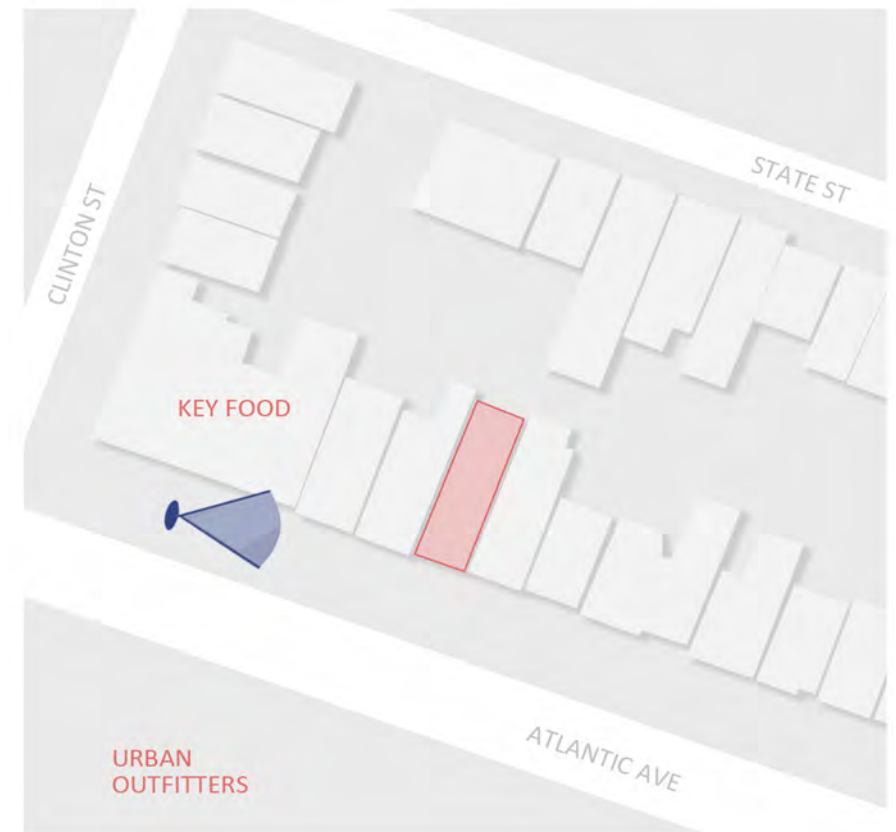 STATE ST
CLINTON ST
KEY FOOD
ATLANTIC AVE
URBAN
OUTFITTERS